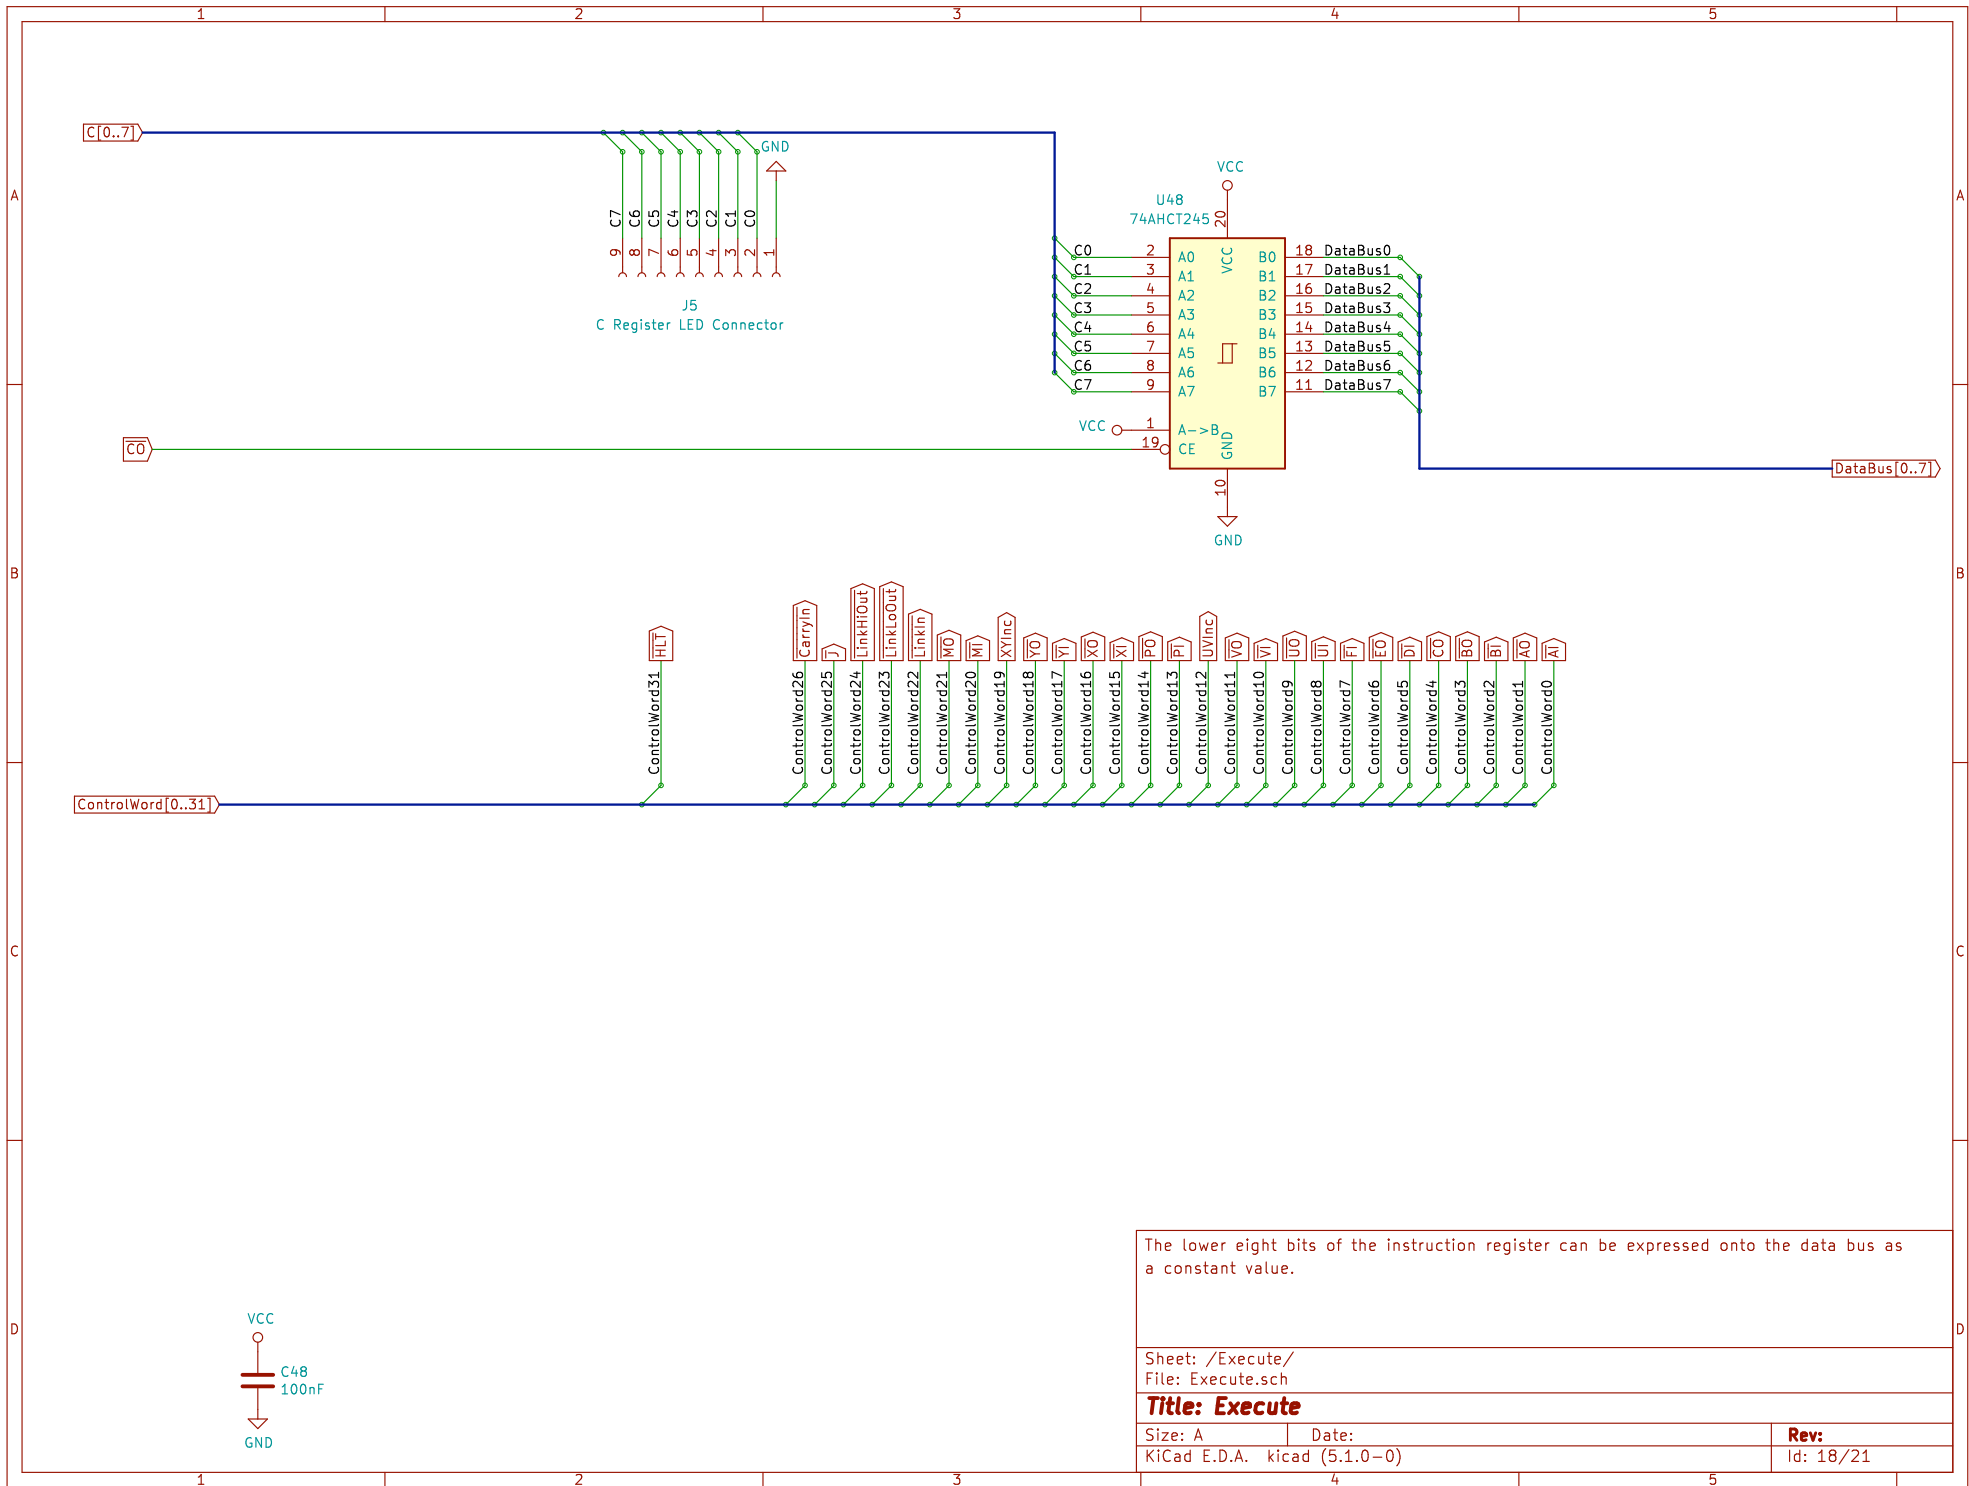 1 2 3 4 5
A A
B B
C C
D D
C[0..7]
GND
C7 C6 C5 C4 C3 C2 C1 C0
9 8 7 6 5 4 3 2 1
J5
C Register LED Connector
VCC
U48
74AHCT245
20
VCC
C0 2 A0 B0 18 DataBus0
C1 3 A1 B1 17 DataBus1
C2 4 A2 B2 16 DataBus2
C3 5 A3 B3 15 DataBus3
C4 6 A4 B4 14 DataBus4
C5 7 A5 B5 13 DataBus5
C6 8 A6 B6 12 DataBus6
C7 9 A7 B7 11 DataBus7
VCC 1 A->B
CO 19 CE
GND
10
GND
DataBus[0..7]
HLT CarryIn J LinkHiOut LinkLoOut LinkIn MO MI XYInc YO YI XO XI PO PI UVInc VO VI UO UI FI EO DI CO BO BI AO AI
ControlWord31 ControlWord26 ControlWord25 ControlWord24 ControlWord23 ControlWord22 ControlWord21 ControlWord20 ControlWord19 ControlWord18 ControlWord17 ControlWord16 ControlWord15 ControlWord14 ControlWord13 ControlWord12 ControlWord11 ControlWord10 ControlWord9 ControlWord8 ControlWord7 ControlWord6 ControlWord5 ControlWord4 ControlWord3 ControlWord2 ControlWord1 ControlWord0
ControlWord[0..31]
VCC
C48
100nF
GND
The lower eight bits of the instruction register can be expressed onto the data bus as
a constant value.
Sheet: /Execute/
File: Execute.sch
Title: Execute
Size: A Date: Rev:
KiCad E.D.A. kicad (5.1.0-0) Id: 18/21
1 2 3 4 5